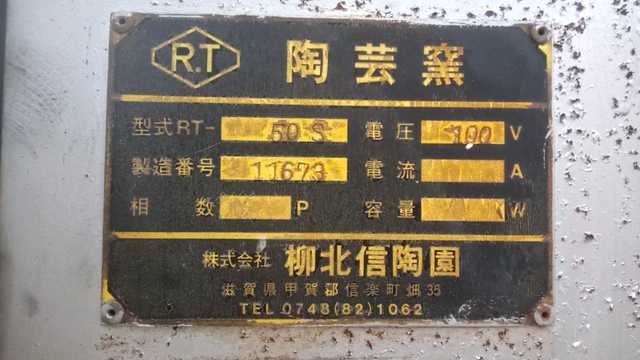 R.T 陶芸窯
型式RT- 50 S 電圧 100 V
製造番号 11673 電流 A
相数 P 容量 W
株式会社 柳北信陶園
滋賀県甲賀郡信楽町畑35
TEL 0748(82)1062